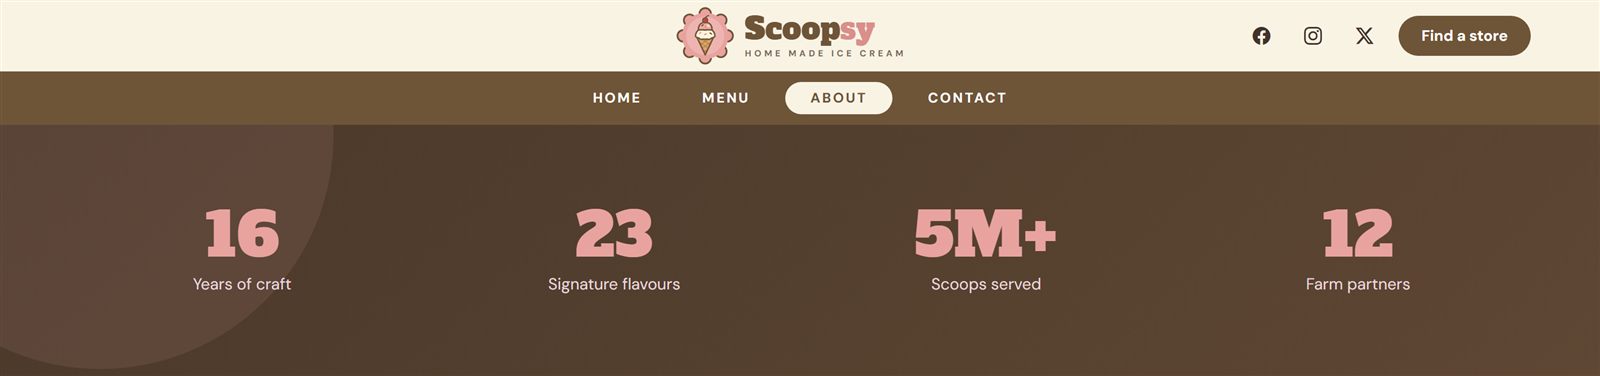 Scoopsy
HOME MADE ICE CREAM
Find a store
HOME MENU ABOUT CONTACT
16
Years of craft
23
Signature flavours
5M+
Scoops served
12
Farm partners